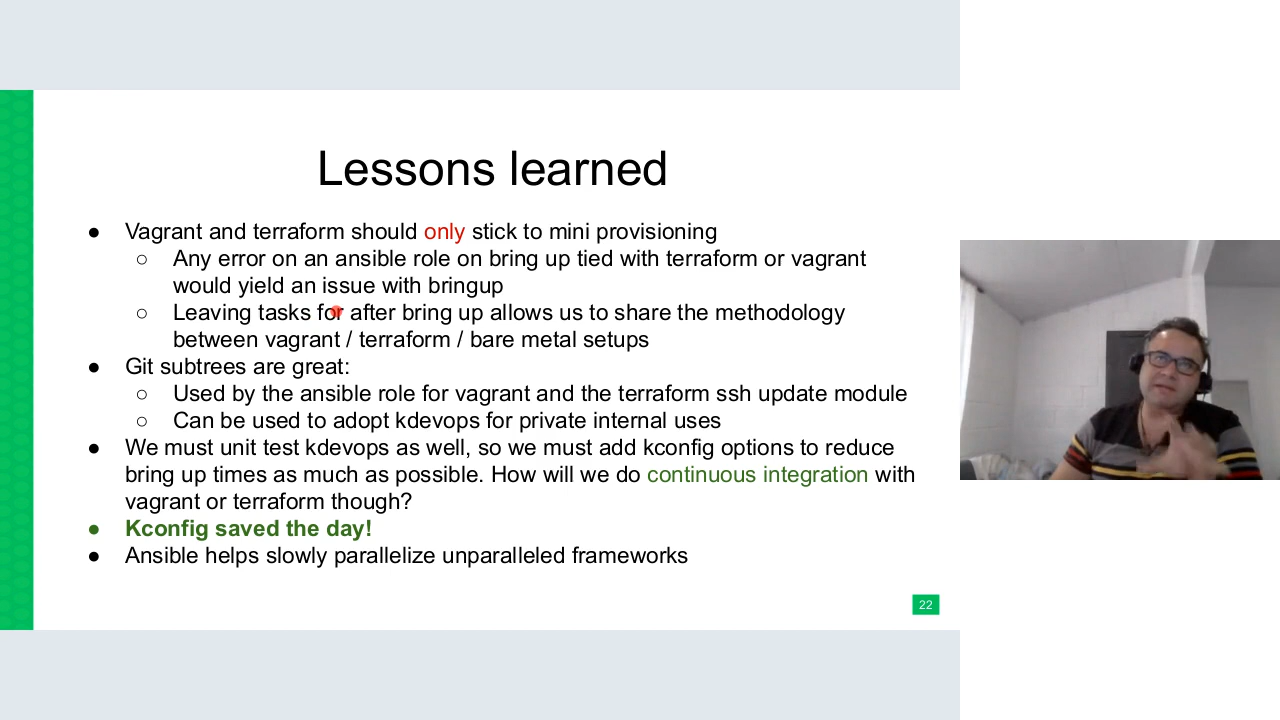 Lessons learned
● Vagrant and terraform should only stick to mini provisioning
○ Any error on an ansible role on bring up tied with terraform or vagrant
would yield an issue with bringup
○ Leaving tasks for after bring up allows us to share the methodology
between vagrant / terraform / bare metal setups
● Git subtrees are great:
○ Used by the ansible role for vagrant and the terraform ssh update module
○ Can be used to adopt kdevops for private internal uses
● We must unit test kdevops as well, so we must add kconfig options to reduce
bring up times as much as possible. How will we do continuous integration with
vagrant or terraform though?
● Kconfig saved the day!
● Ansible helps slowly parallelize unparalleled frameworks
22